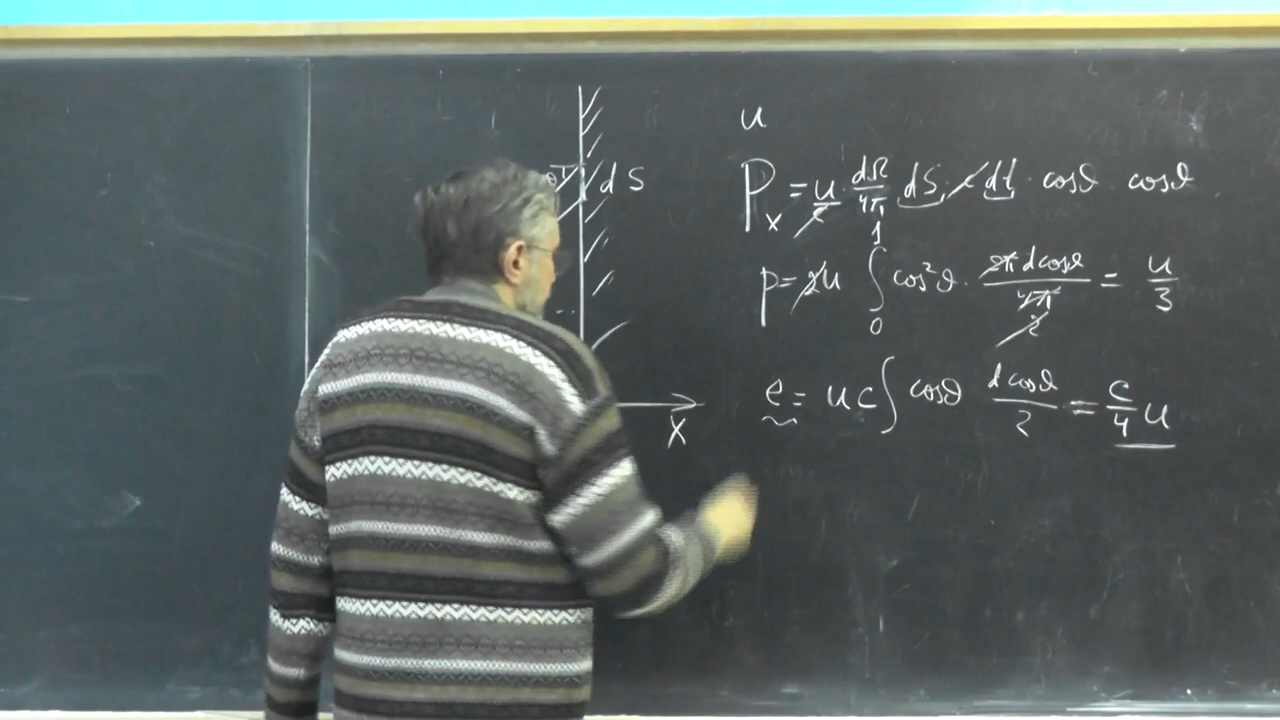 u
dS
P_x = u/c · dΩ/4π dS c dt · cosϑ cosϑ
p = 2u ∫₀¹ cos²ϑ · 2π dcosϑ / 4π 2 = u/3
X
e = uc ∫ cosϑ dcosϑ/2 = c/4 u